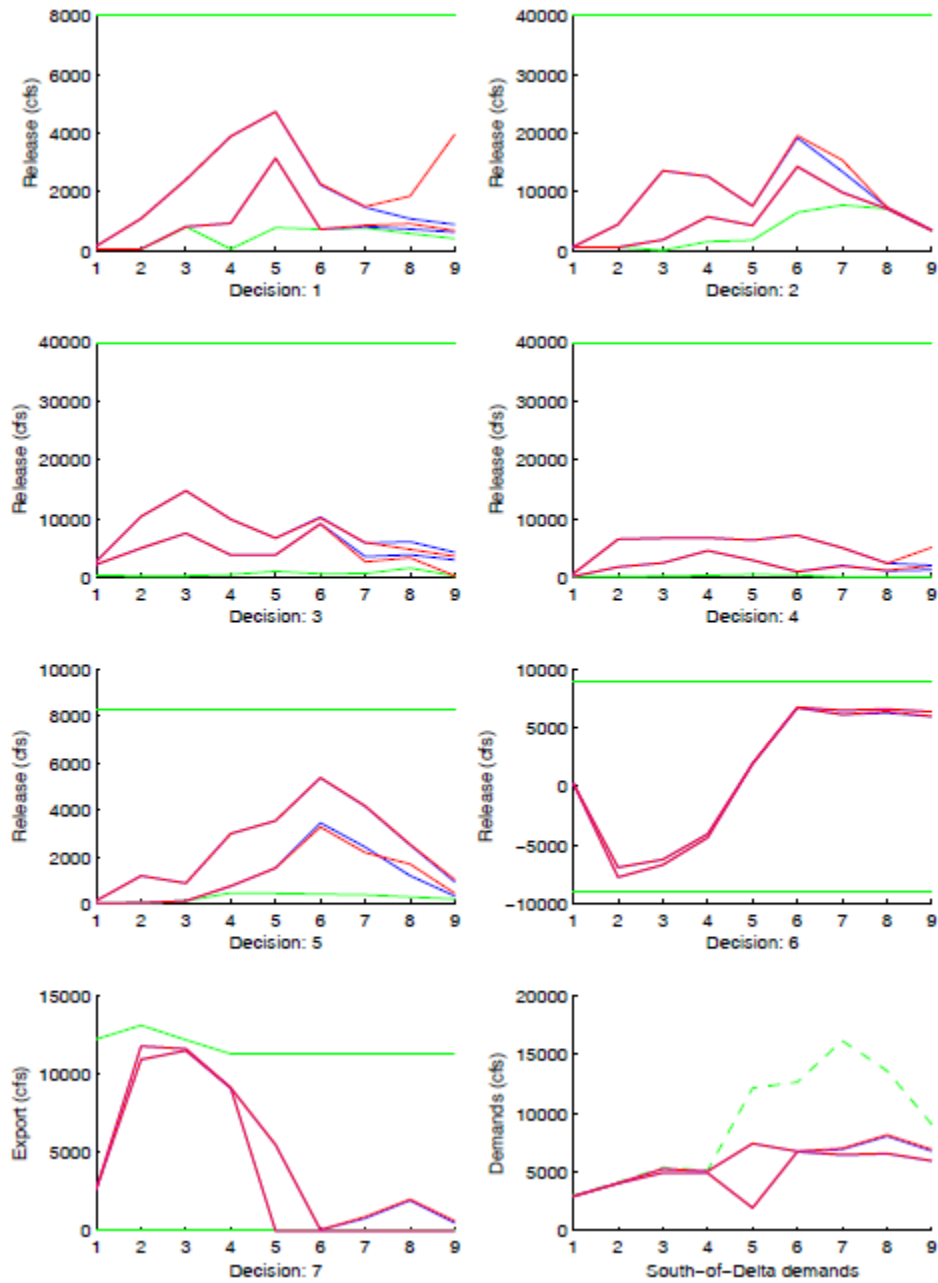 8000
6000
4000
2000
0
Release (cfs)
1 2 3 4 5 6 7 8 9
Decision: 1
40000
30000
20000
10000
0
Release (cfs)
1 2 3 4 5 6 7 8 9
Decision: 2
40000
30000
20000
10000
0
Release (cfs)
1 2 3 4 5 6 7 8 9
Decision: 3
40000
30000
20000
10000
0
Release (cfs)
1 2 3 4 5 6 7 8 9
Decision: 4
10000
8000
6000
4000
2000
0
Release (cfs)
1 2 3 4 5 6 7 8 9
Decision: 5
10000
5000
0
−5000
−10000
Release (cfs)
1 2 3 4 5 6 7 8 9
Decision: 6
15000
10000
5000
0
Export (cfs)
1 2 3 4 5 6 7 8 9
Decision: 7
20000
15000
10000
5000
0
Demands (cfs)
1 2 3 4 5 6 7 8 9
South−of−Delta demands